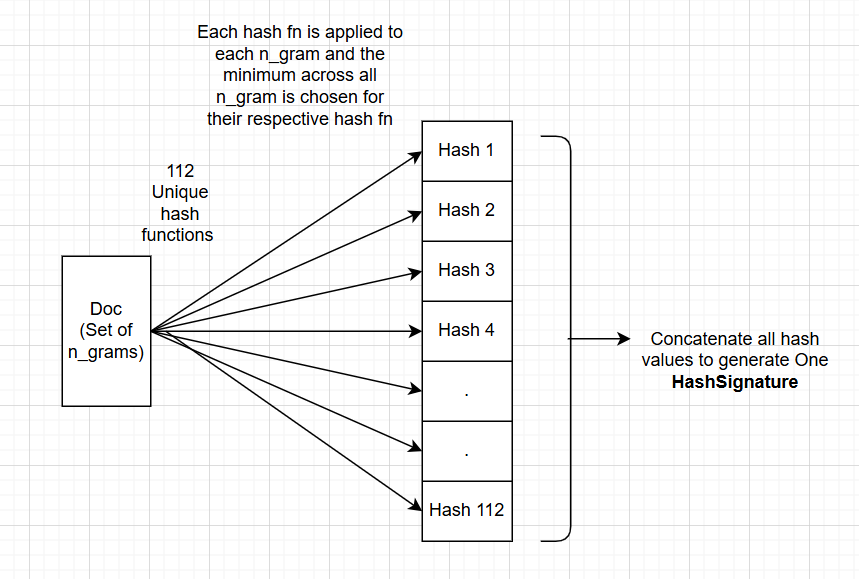 Each hash fn is applied to
each n_gram and the
minimum across all
n_gram is chosen for
their respective hash fn
112
Unique
hash
functions
Doc
(Set of
n_grams)
Hash 1
Hash 2
Hash 3
Hash 4
.
.
Hash 112
Concatenate all hash
values to generate One
HashSignature